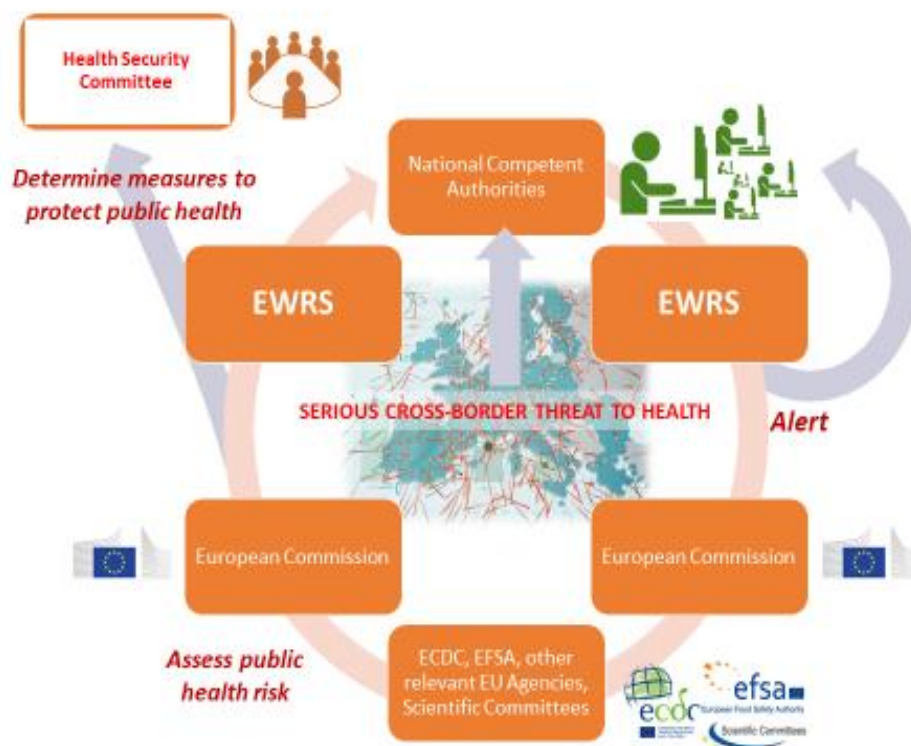 Health Security
Committee
National Competent
Authorities
Determine measures to
protect public health
EWRS
EWRS
SERIOUS CROSS-BORDER THREAT TO HEALTH
Alert
European Commission
European Commission
Assess public
health risk
ECDC, EFSA, other
relevant EU Agencies,
Scientific Committees
ecdc
efsa
European Food Safety Authority
Scientific Committees